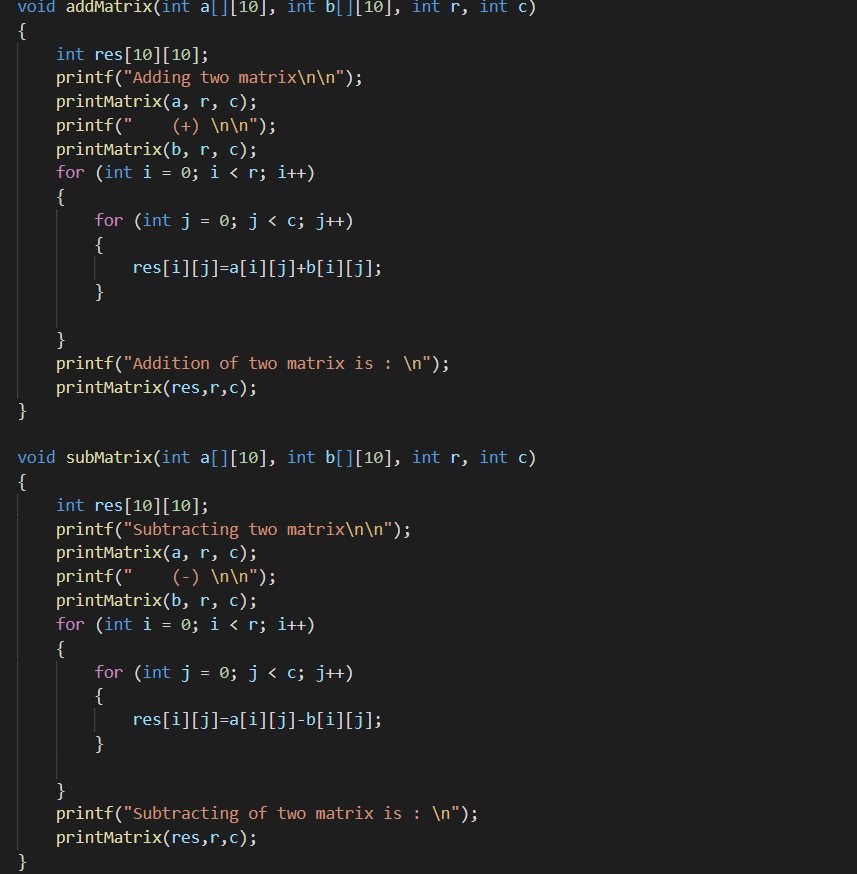 void addMatrix(int a[][10], int b[][10], int r, int c)
{
    int res[10][10];
    printf("Adding two matrix\n\n");
    printMatrix(a, r, c);
    printf("    (+) \n\n");
    printMatrix(b, r, c);
    for (int i = 0; i < r; i++)
    {
        for (int j = 0; j < c; j++)
        {
            res[i][j]=a[i][j]+b[i][j];
        }

    }
    printf("Addition of two matrix is : \n");
    printMatrix(res,r,c);
}

void subMatrix(int a[][10], int b[][10], int r, int c)
{
    int res[10][10];
    printf("Subtracting two matrix\n\n");
    printMatrix(a, r, c);
    printf("    (-) \n\n");
    printMatrix(b, r, c);
    for (int i = 0; i < r; i++)
    {
        for (int j = 0; j < c; j++)
        {
            res[i][j]=a[i][j]-b[i][j];
        }

    }
    printf("Subtracting of two matrix is : \n");
    printMatrix(res,r,c);
}